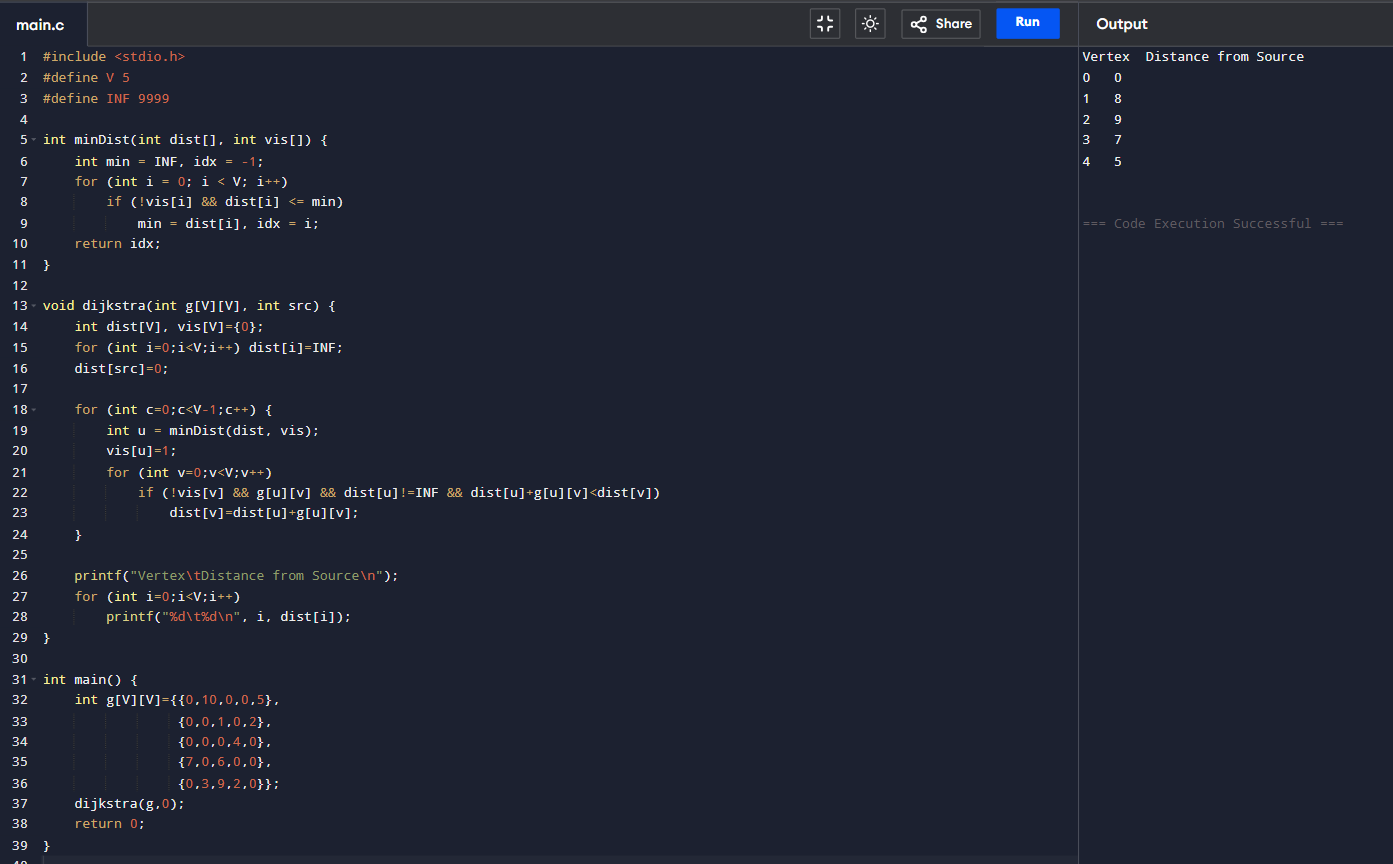 main.c
Share
Run
Output
1 #include <stdio.h>
2 #define V 5
3 #define INF 9999
4
5 int minDist(int dist[], int vis[]) {
6     int min = INF, idx = -1;
7     for (int i = 0; i < V; i++)
8         if (!vis[i] && dist[i] <= min)
9             min = dist[i], idx = i;
10     return idx;
11 }
12
13 void dijkstra(int g[V][V], int src) {
14     int dist[V], vis[V]={0};
15     for (int i=0;i<V;i++) dist[i]=INF;
16     dist[src]=0;
17
18     for (int c=0;c<V-1;c++) {
19         int u = minDist(dist, vis);
20         vis[u]=1;
21         for (int v=0;v<V;v++)
22             if (!vis[v] && g[u][v] && dist[u]!=INF && dist[u]+g[u][v]<dist[v])
23                 dist[v]=dist[u]+g[u][v];
24     }
25
26     printf("Vertex\tDistance from Source\n");
27     for (int i=0;i<V;i++)
28         printf("%d\t%d\n", i, dist[i]);
29 }
30
31 int main() {
32     int g[V][V]={{0,10,0,0,5},
33                  {0,0,1,0,2},
34                  {0,0,0,4,0},
35                  {7,0,6,0,0},
36                  {0,3,9,2,0}};
37     dijkstra(g,0);
38     return 0;
39 }
40
Vertex  Distance from Source
0   0
1   8
2   9
3   7
4   5
=== Code Execution Successful ===